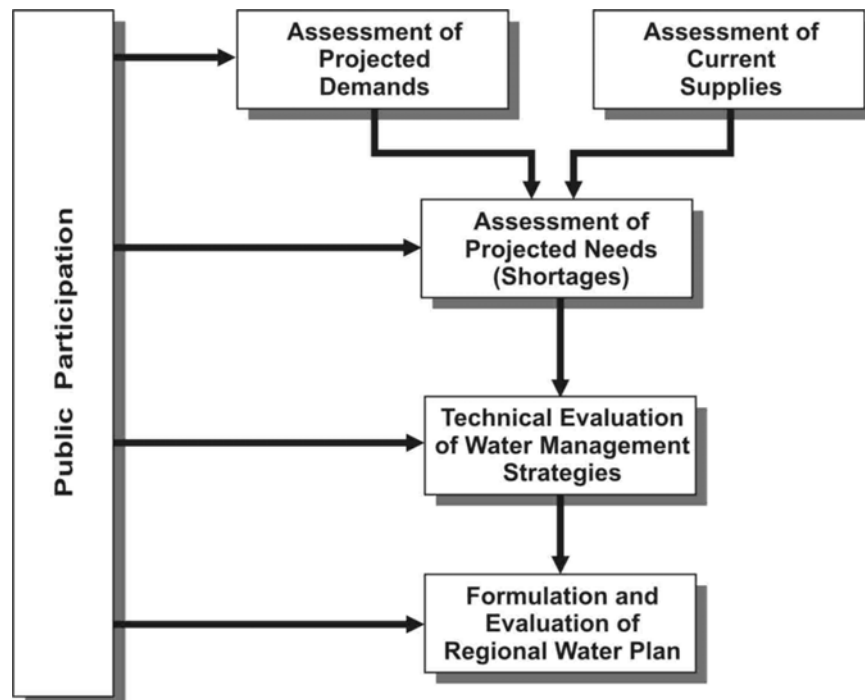 Public Participation
Assessment of
Projected
Demands
Assessment of
Current
Supplies
Assessment of
Projected Needs
(Shortages)
Technical Evaluation
of Water Management
Strategies
Formulation and
Evaluation of
Regional Water Plan